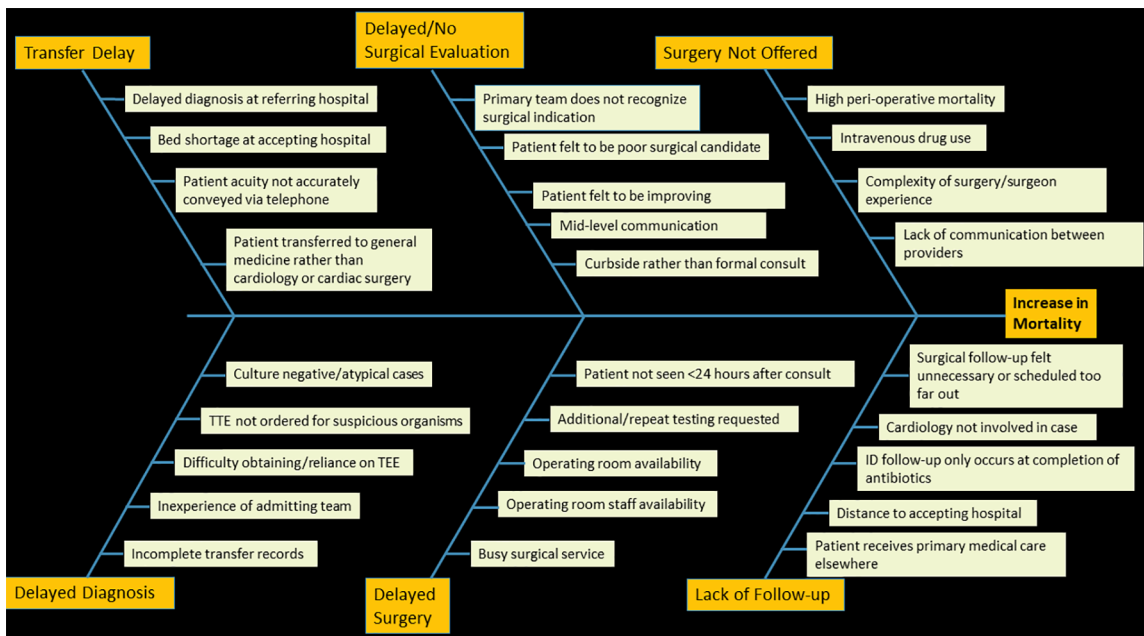 Transfer Delay
Delayed diagnosis at referring hospital
Bed shortage at accepting hospital
Patient acuity not accurately
conveyed via telephone
Patient transferred to general
medicine rather than
cardiology or cardiac surgery
Delayed/No
Surgical Evaluation
Primary team does not recognize
surgical indication
Patient felt to be poor surgical candidate
Patient felt to be improving
Mid-level communication
Curbside rather than formal consult
Surgery Not Offered
High peri-operative mortality
Intravenous drug use
Complexity of surgery/surgeon
experience
Lack of communication between
providers
Increase in
Mortality
Culture negative/atypical cases
TTE not ordered for suspicious organisms
Difficulty obtaining/reliance on TEE
Inexperience of admitting team
Incomplete transfer records
Delayed Diagnosis
Patient not seen <24 hours after consult
Additional/repeat testing requested
Operating room availability
Operating room staff availability
Busy surgical service
Delayed
Surgery
Surgical follow-up felt
unnecessary or scheduled too
far out
Cardiology not involved in case
ID follow-up only occurs at completion of
antibiotics
Distance to accepting hospital
Patient receives primary medical care
elsewhere
Lack of Follow-up